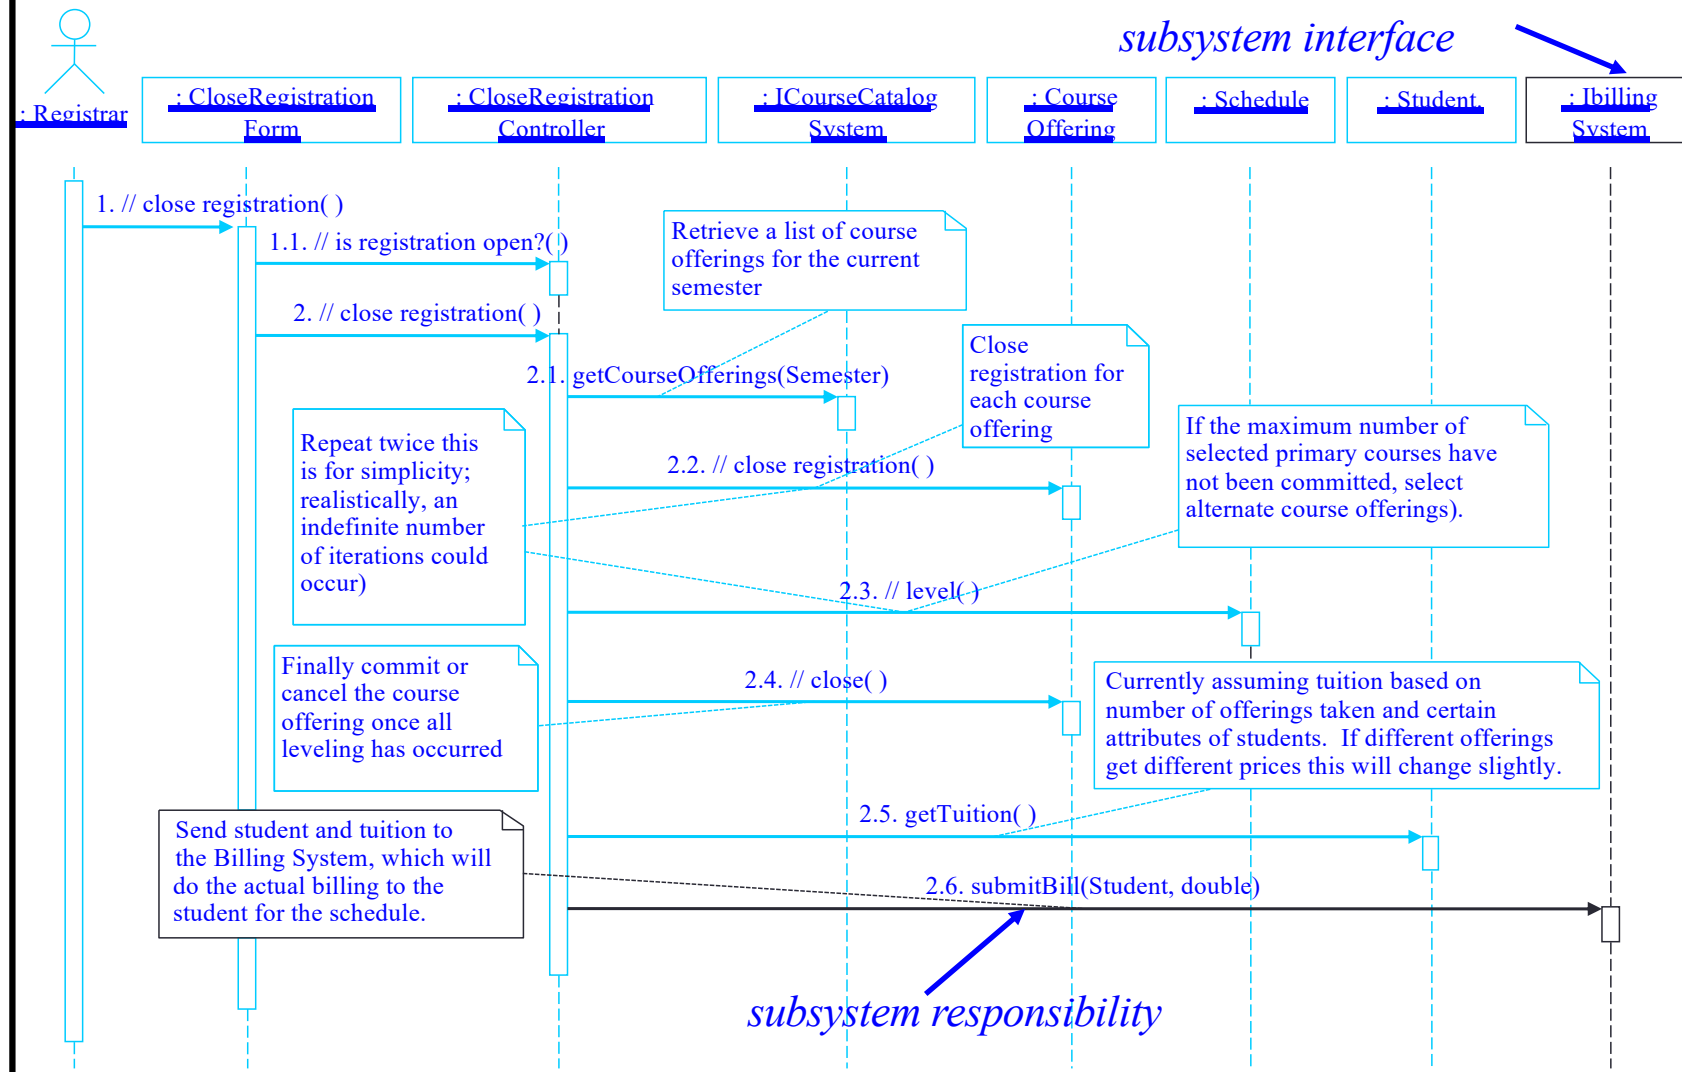 subsystem interface
: Registrar
: CloseRegistration
Form
: CloseRegistration
Controller
: ICourseCatalog
System
: Course
Offering
: Schedule
: Student.
: Ibilling
System
1. // close registration( )
1.1. // is registration open?( )
Retrieve a list of course
offerings for the current
semester
2. // close registration( )
Close
registration for
each course
offering
2.1. getCourseOfferings(Semester)
Repeat twice this
is for simplicity;
realistically, an
indefinite number
of iterations could
occur)
If the maximum number of
selected primary courses have
not been committed, select
alternate course offerings).
2.2. // close registration( )
2.3. // level( )
Finally commit or
cancel the course
offering once all
leveling has occurred
2.4. // close( )
Currently assuming tuition based on
number of offerings taken and certain
attributes of students.  If different offerings
get different prices this will change slightly.
2.5. getTuition( )
Send student and tuition to
the Billing System, which will
do the actual billing to the
student for the schedule.
2.6. submitBill(Student, double)
subsystem responsibility